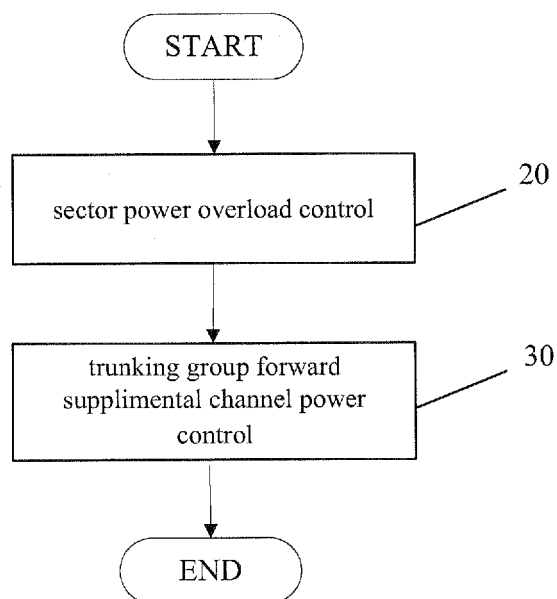 START
sector power overload control
20
trunking group forward
supplimental channel power
control
30
END